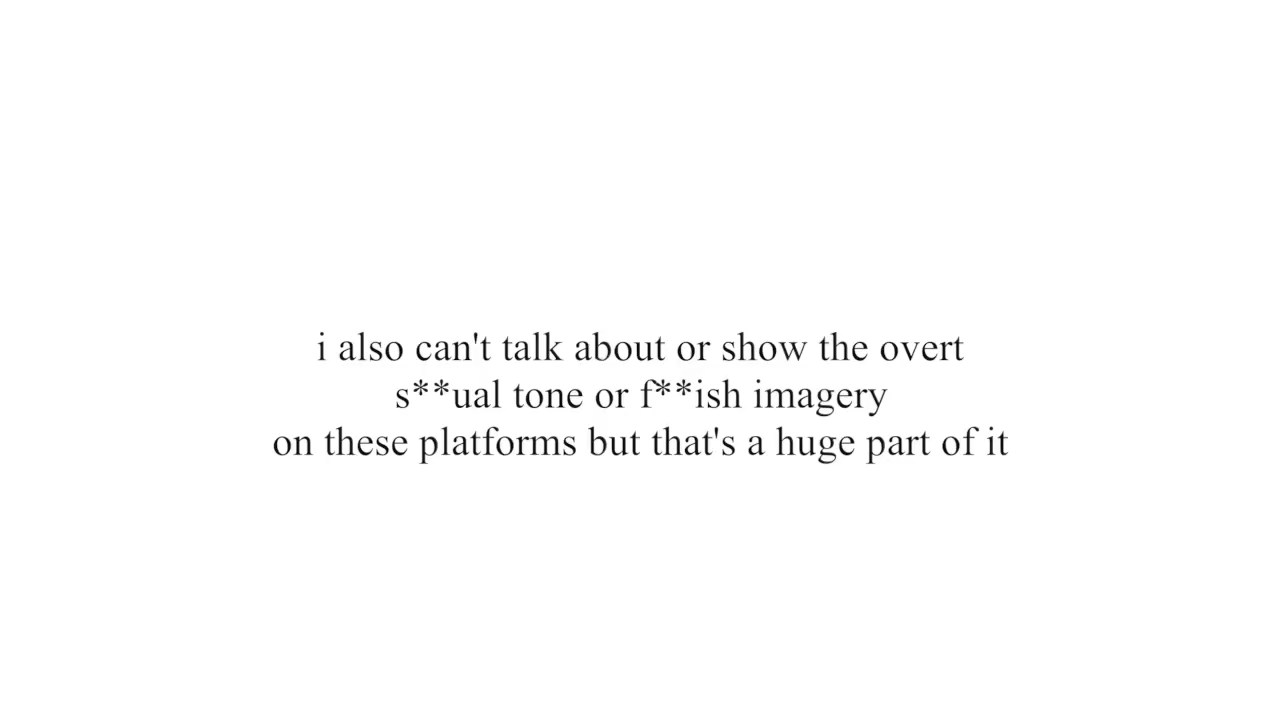 i also can't talk about or show the overt
s**ual tone or f**ish imagery
on these platforms but that's a huge part of it